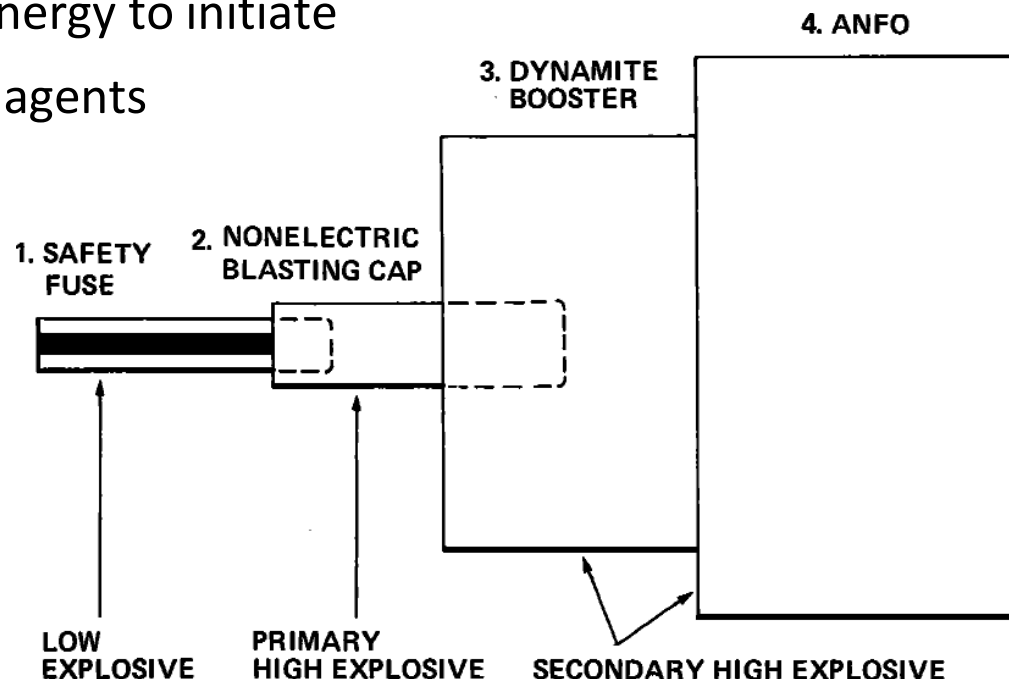 nergy to initiate
agents
4. ANFO
3. DYNAMITE
BOOSTER
1. SAFETY
FUSE
2. NONELECTRIC
BLASTING CAP
LOW
EXPLOSIVE
PRIMARY
HIGH EXPLOSIVE
SECONDARY HIGH EXPLOSIVE